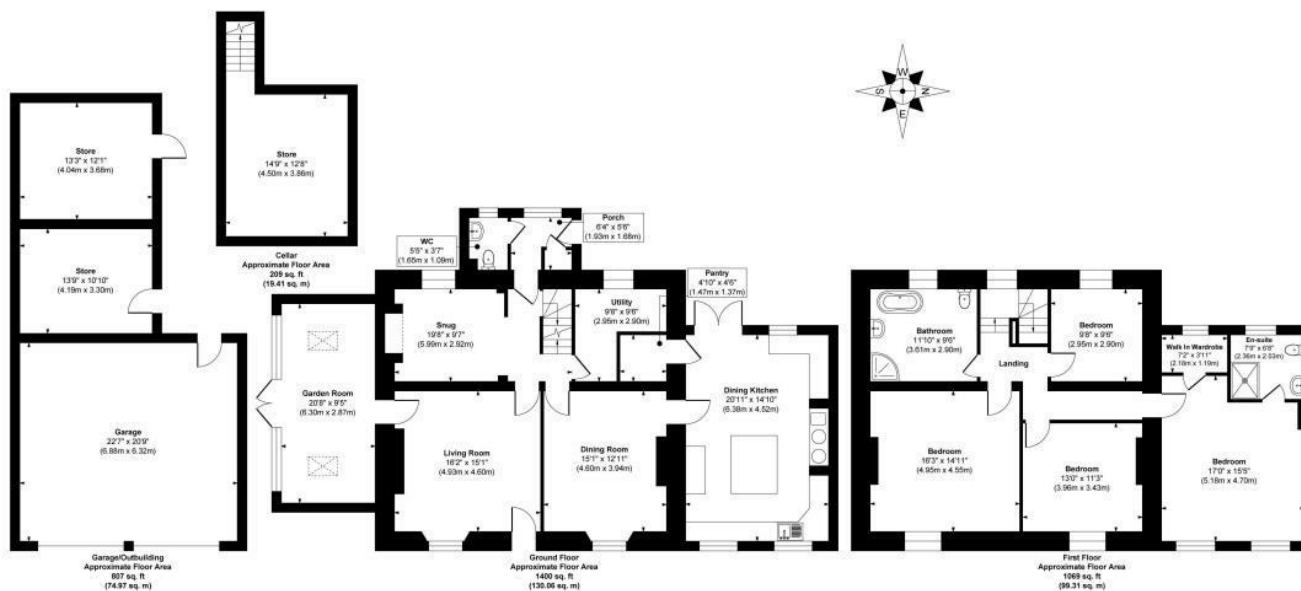 W
S
N
E
Store
13'3" x 12'1"
(4.04m x 3.68m)
Store
13'9" x 10'10"
(4.19m x 3.30m)
Garage
22'7" x 20'9"
(6.88m x 6.32m)
Garage/Outbuilding
Approximate Floor Area
807 sq. ft
(74.97 sq. m)
Store
14'9" x 12'8"
(4.50m x 3.86m)
Cellar
Approximate Floor Area
209 sq. ft
(19.41 sq. m)
WC
5'5" x 3'7"
(1.65m x 1.09m)
Porch
6'4" x 5'6"
(1.93m x 1.68m)
Pantry
4'10" x 4'6"
(1.47m x 1.37m)
Snug
19'8" x 9'7"
(5.99m x 2.92m)
Utility
9'8" x 9'6"
(2.95m x 2.90m)
Garden Room
20'8" x 9'5"
(6.30m x 2.87m)
Living Room
16'2" x 15'1"
(4.93m x 4.60m)
Dining Room
15'1" x 12'11"
(4.60m x 3.94m)
Dining Kitchen
20'11" x 14'10"
(6.38m x 4.52m)
Ground Floor
Approximate Floor Area
1400 sq. ft
(130.06 sq. m)
Bathroom
11'10" x 9'6"
(3.61m x 2.90m)
Landing
Bedroom
9'8" x 9'6"
(2.95m x 2.90m)
Walk In Wardrobe
7'2" x 3'11"
(2.18m x 1.19m)
En-suite
7'9" x 6'8"
(2.36m x 2.03m)
Bedroom
16'3" x 14'11"
(4.95m x 4.55m)
Bedroom
13'0" x 11'3"
(3.96m x 3.43m)
Bedroom
17'0" x 15'5"
(5.18m x 4.70m)
First Floor
Approximate Floor Area
1069 sq. ft
(99.31 sq. m)